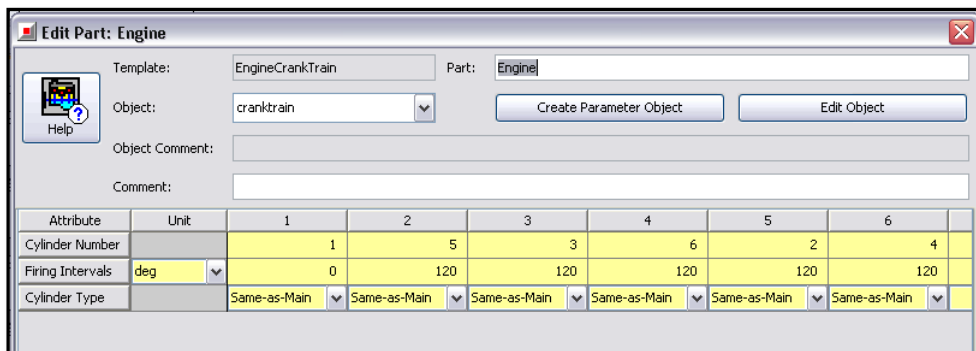 Edit Part: Engine
Template: EngineCrankTrain Part: Engine
Help
Object: cranktrain Create Parameter Object Edit Object
Object Comment:
Comment:
Attribute Unit 1 2 3 4 5 6
Cylinder Number 1 5 3 6 2 4
Firing Intervals deg 0 120 120 120 120 120
Cylinder Type Same-as-Main Same-as-Main Same-as-Main Same-as-Main Same-as-Main Same-as-Main